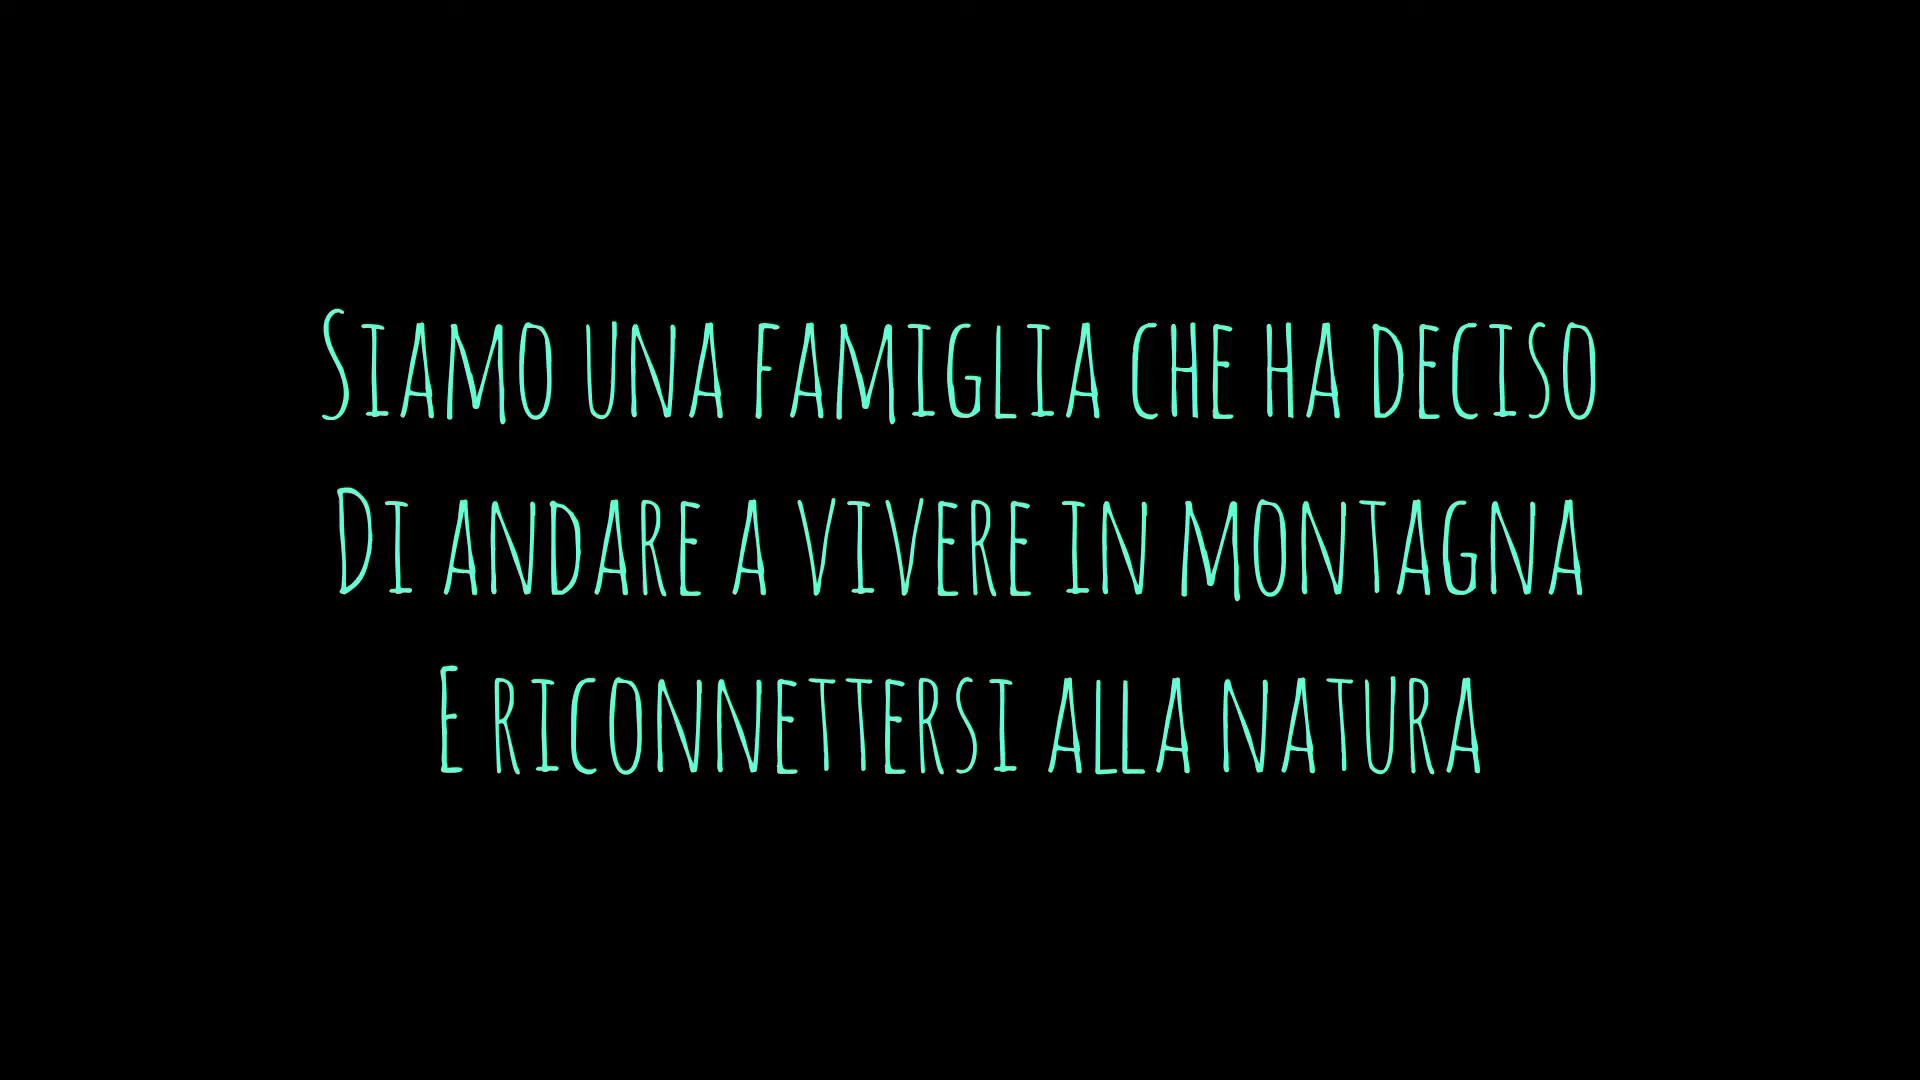 Siamo una famiglia che ha deciso
Di andare a vivere in montagna
E riconnettersi alla natura